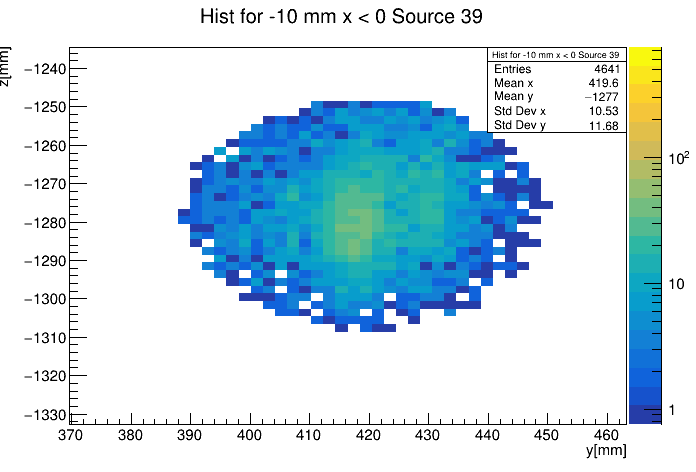 Hist for -10 mm x < 0 Source 39
z[mm]
Hist for -10 mm x < 0 Source 39
Entries 4641
Mean x 419.6
Mean y −1277
Std Dev x 10.53
Std Dev y 11.68
−1240
−1250
−1260
−1270
−1280
−1290
−1300
−1310
−1320
−1330
10²
10
1
370 380 390 400 410 420 430 440 450 460
y[mm]